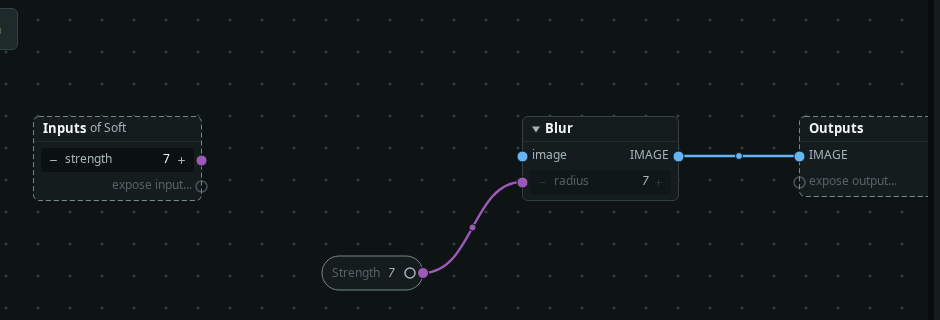 Inputs of Soft
− strength 7 +
expose input...
Blur
image IMAGE
− radius 7 +
Strength 7
Outputs
IMAGE
expose output...